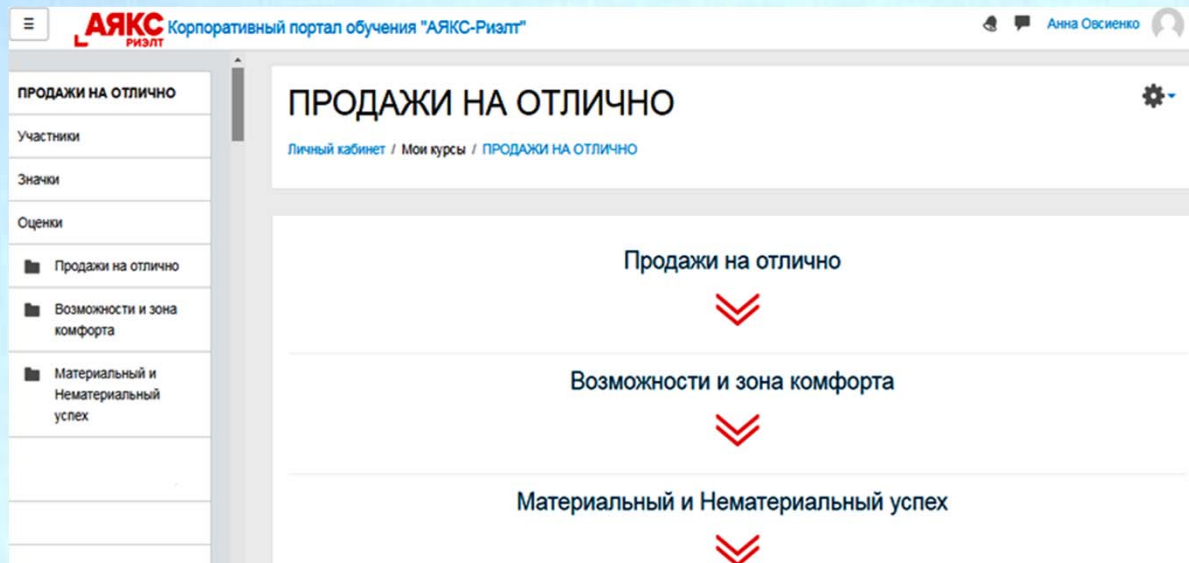 АЯКС
РИЭЛТ
Корпоративный портал обучения "АЯКС-Риэлт"
Анна Овсиенко
ПРОДАЖИ НА ОТЛИЧНО
Участники
Значки
Оценки
Продажи на отлично
Возможности и зона
комфорта
Материальный и
Нематериальный
успех
ПРОДАЖИ НА ОТЛИЧНО
Личный кабинет / Мои курсы / ПРОДАЖИ НА ОТЛИЧНО
Продажи на отлично
Возможности и зона комфорта
Материальный и Нематериальный успех